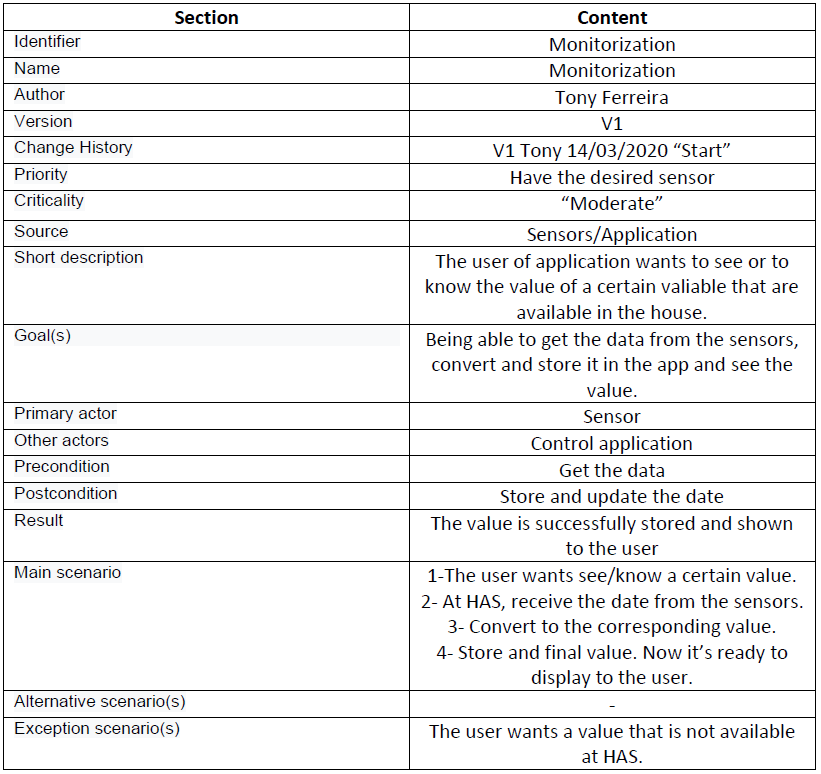 Section Content
Identifier Monitorization
Name Monitorization
Author Tony Ferreira
Version V1
Change History V1 Tony 14/03/2020 “Start”
Priority Have the desired sensor
Criticality “Moderate”
Source Sensors/Application
Short description The user of application wants to see or to
know the value of a certain valiable that are
available in the house.
Goal(s) Being able to get the data from the sensors,
convert and store it in the app and see the
value.
Primary actor Sensor
Other actors Control application
Precondition Get the data
Postcondition Store and update the date
Result The value is successfully stored and shown
to the user
Main scenario 1-The user wants see/know a certain value.
2- At HAS, receive the date from the sensors.
3- Convert to the corresponding value.
4- Store and final value. Now it’s ready to
display to the user.
Alternative scenario(s) -
Exception scenario(s) The user wants a value that is not available
at HAS.